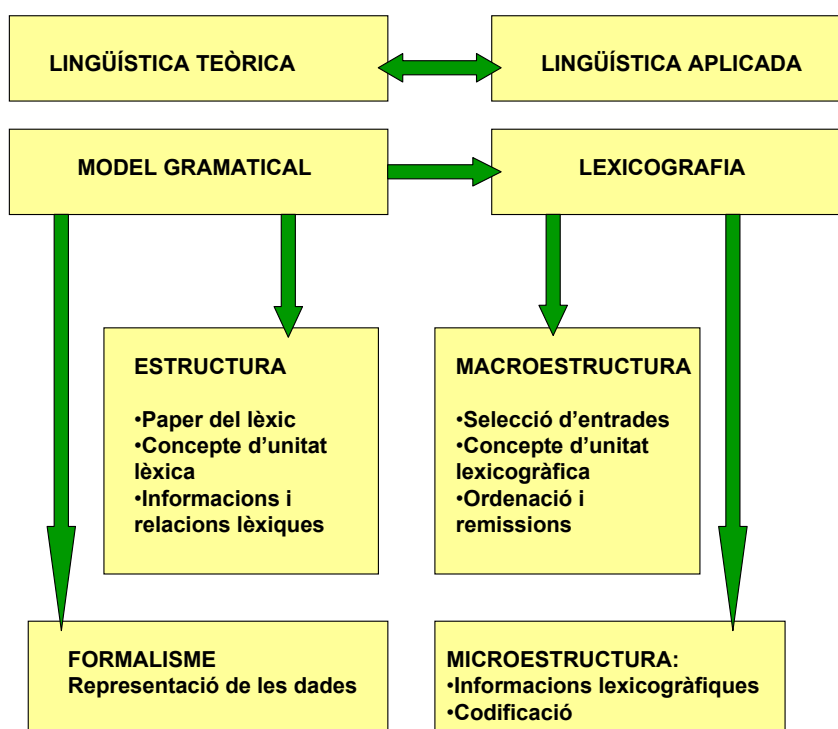 LINGÜÍSTICA TEÒRICA
LINGÜÍSTICA APLICADA
MODEL GRAMATICAL
LEXICOGRAFIA
ESTRUCTURA
•Paper del lèxic
•Concepte d’unitat
lèxica
•Informacions i
relacions lèxiques
MACROESTRUCTURA
•Selecció d’entrades
•Concepte d’unitat
lexicogràfica
•Ordenació i
remissions
FORMALISME
Representació de les dades
MICROESTRUCTURA:
•Informacions lexicogràfiques
•Codificació